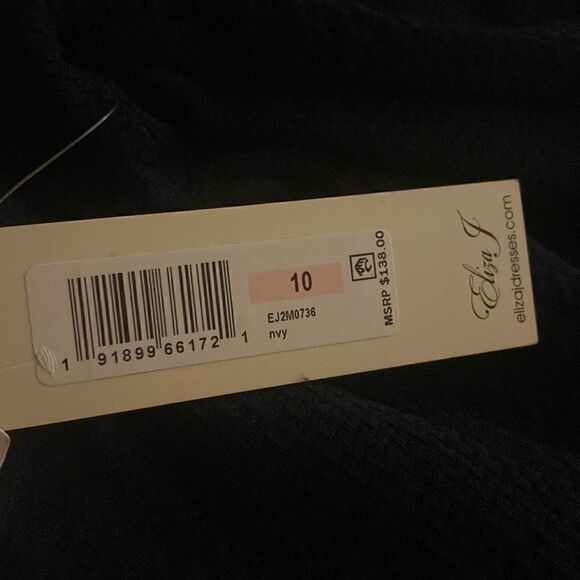 10
EJ2M0736
nvy
1 91899 66172 1
MSRP $138.00
Eliza J
elizajdresses.com